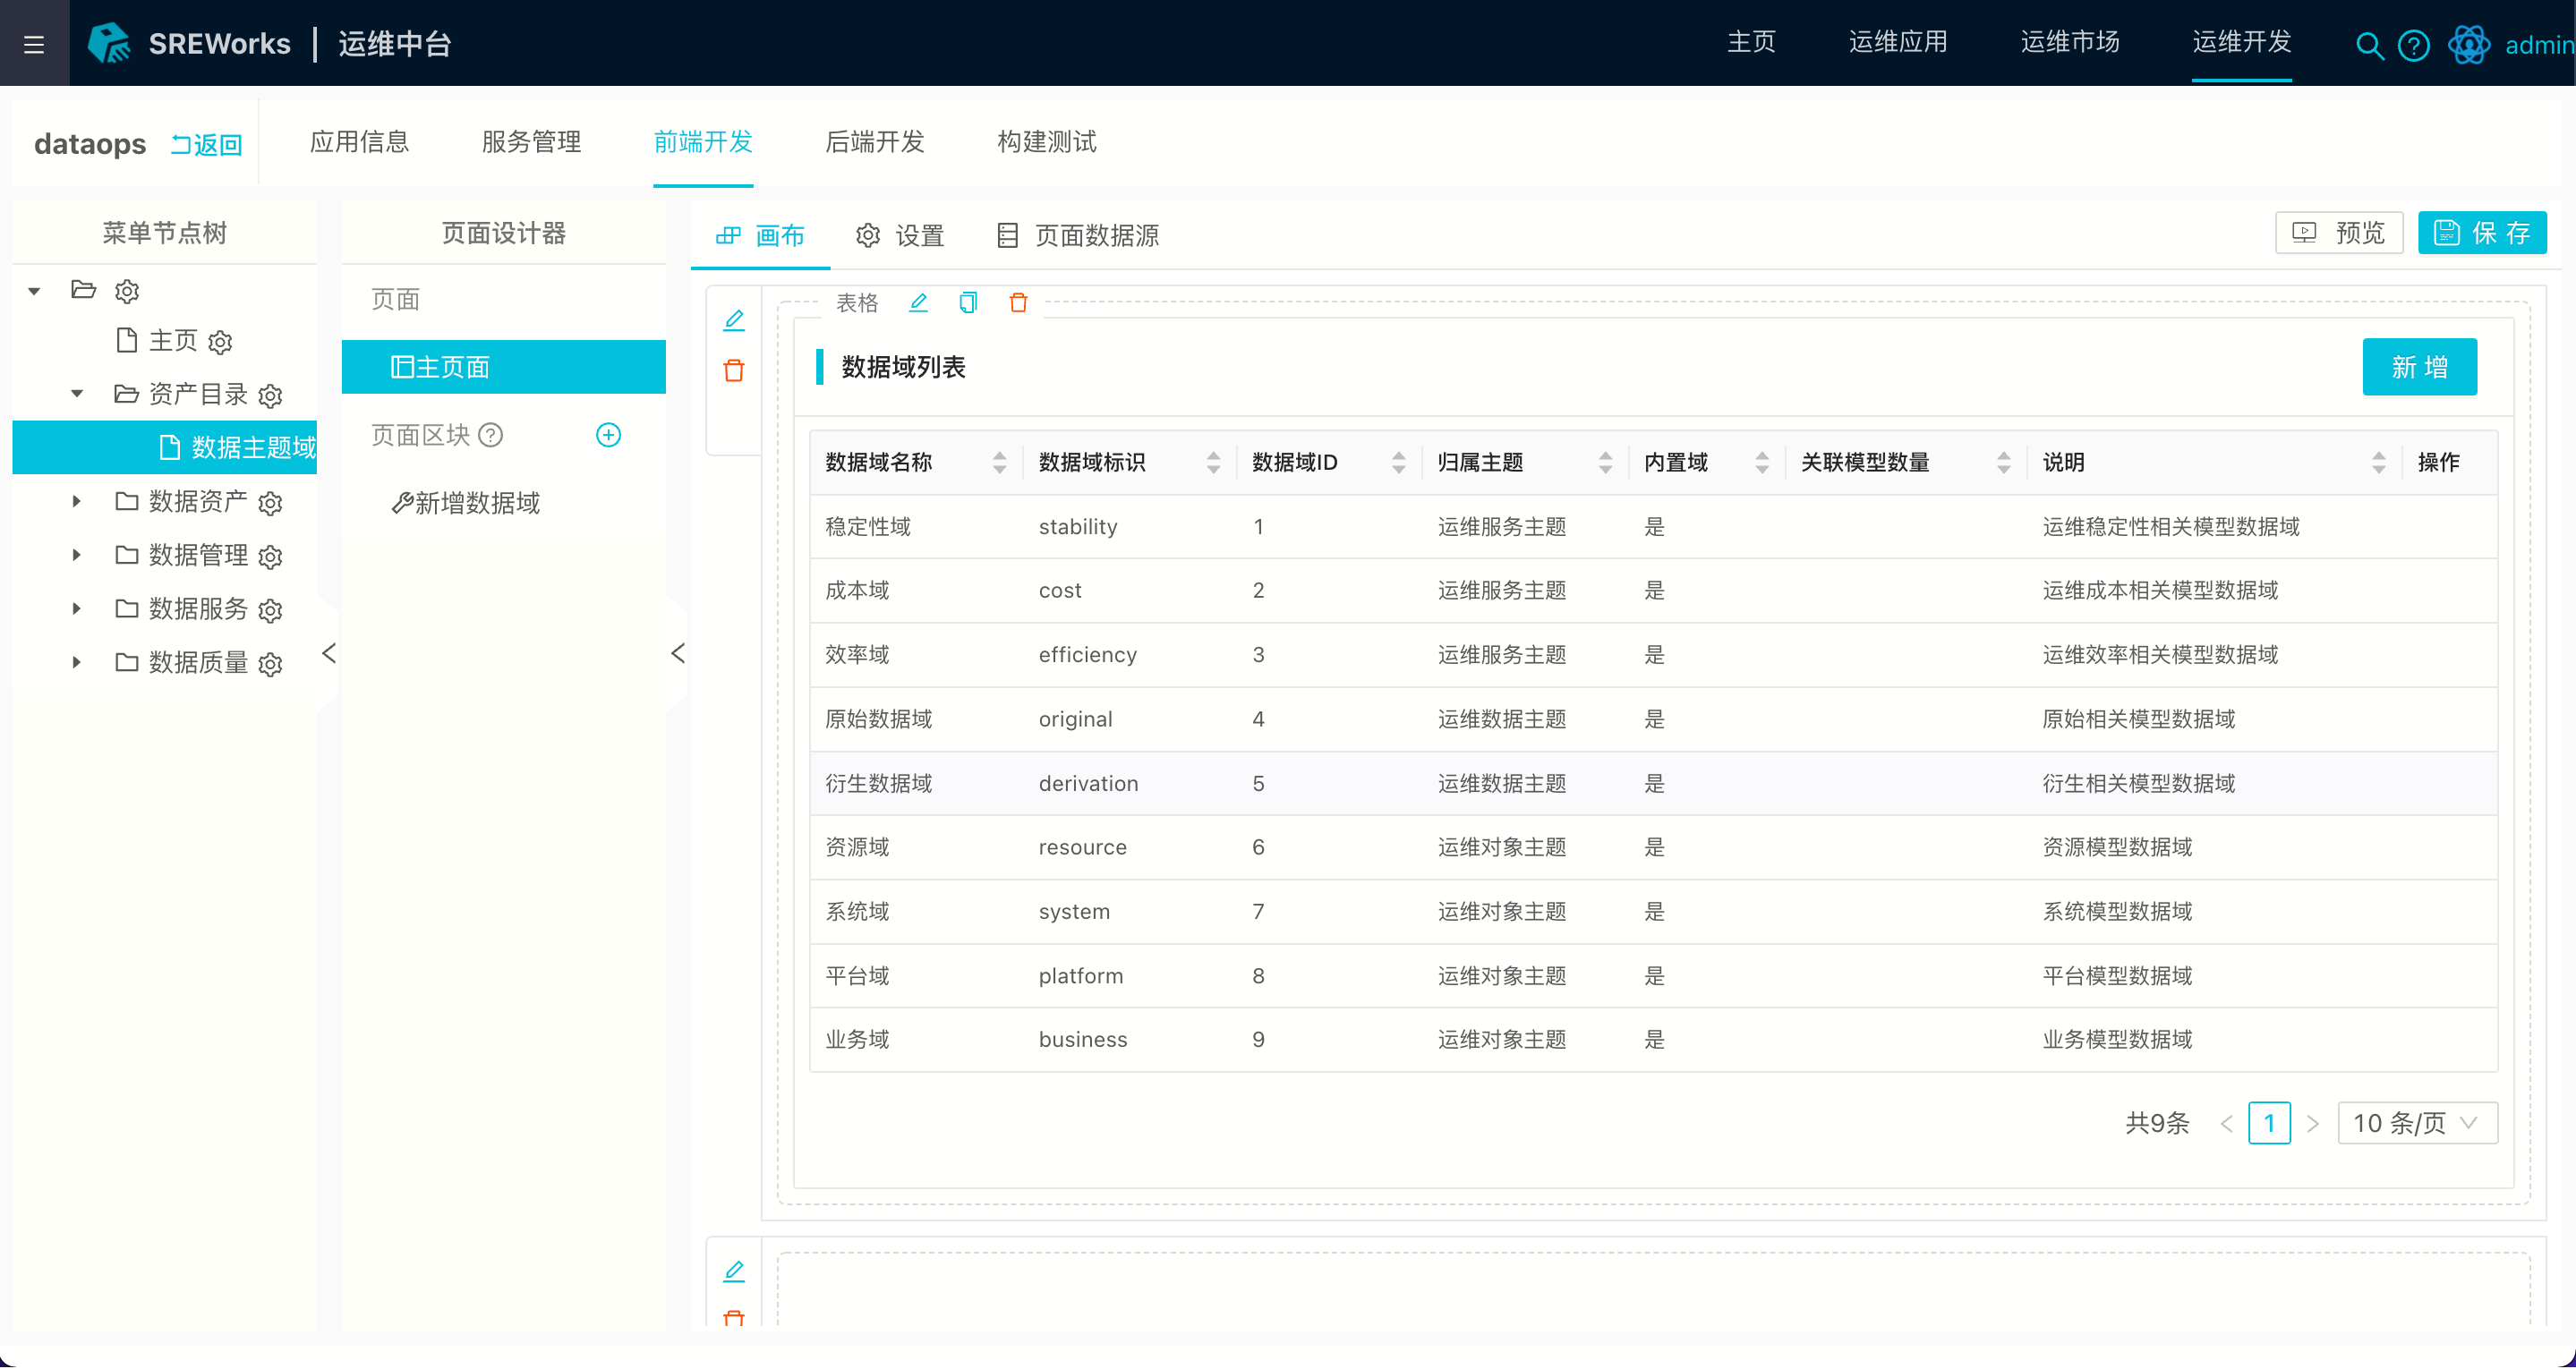 SREWorks | 运维中台 主页 运维应用 运维市场 运维开发 admin
dataops 返回 应用信息 服务管理 前端开发 后端开发 构建测试
菜单节点树
主页
资产目录
数据主题域
数据资产
数据管理
数据服务
数据质量
页面设计器
页面
主页面
页面区块
新增数据域
画布 设置 页面数据源 预览 保 存
表格
数据域列表 新 增
数据域名称 数据域标识 数据域ID 归属主题 内置域 关联模型数量 说明 操作
稳定性域 stability 1 运维服务主题 是 运维稳定性相关模型数据域
成本域 cost 2 运维服务主题 是 运维成本相关模型数据域
效率域 efficiency 3 运维服务主题 是 运维效率相关模型数据域
原始数据域 original 4 运维数据主题 是 原始相关模型数据域
衍生数据域 derivation 5 运维数据主题 是 衍生相关模型数据域
资源域 resource 6 运维对象主题 是 资源模型数据域
系统域 system 7 运维对象主题 是 系统模型数据域
平台域 platform 8 运维对象主题 是 平台模型数据域
业务域 business 9 运维对象主题 是 业务模型数据域
共9条 < 1 > 10 条/页